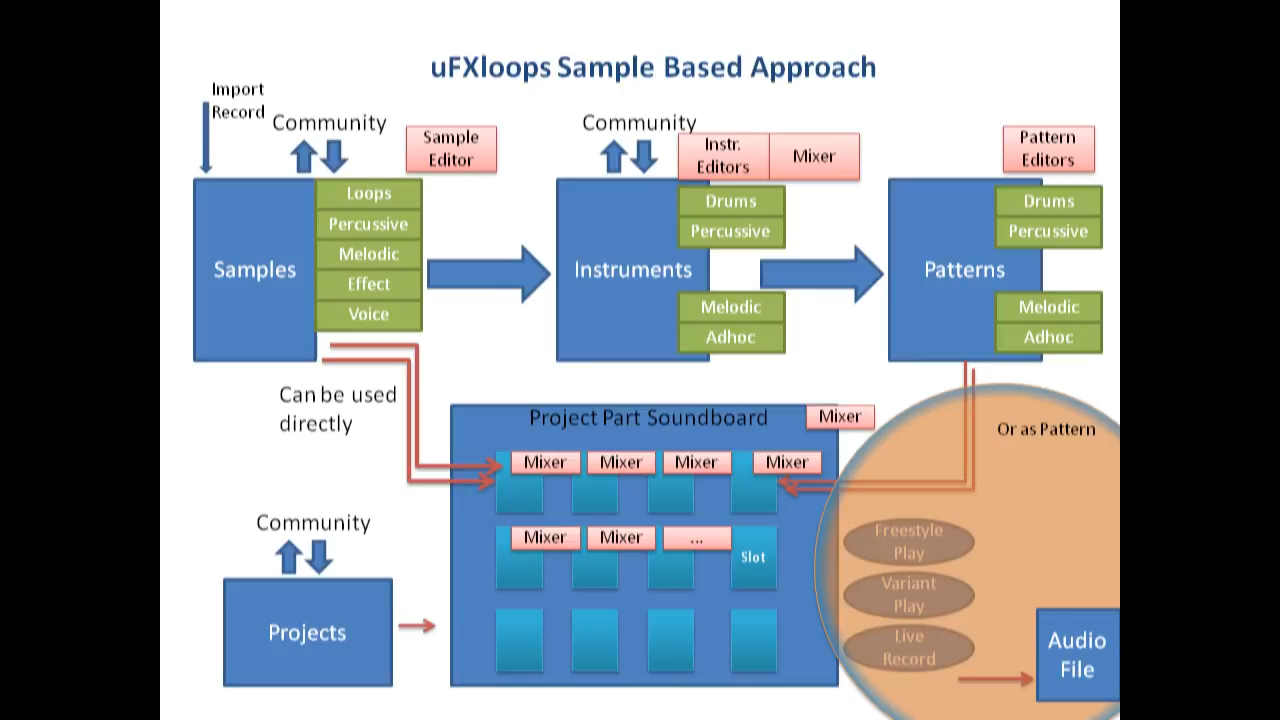 uFXloops Sample Based Approach
Import
Record
Community
Sample
Editor
Community
Instr.
Editors
Mixer
Pattern
Editors
Samples
Loops
Percussive
Melodic
Effect
Voice
Instruments
Drums
Percussive
Melodic
Adhoc
Patterns
Drums
Percussive
Melodic
Adhoc
Can be used
directly
Project Part Soundboard
Mixer
Or as Pattern
Mixer
Mixer
Mixer
Mixer
Mixer
Mixer
...
Slot
Community
Projects
Freestyle
Play
Variant
Play
Live
Record
Audio
File